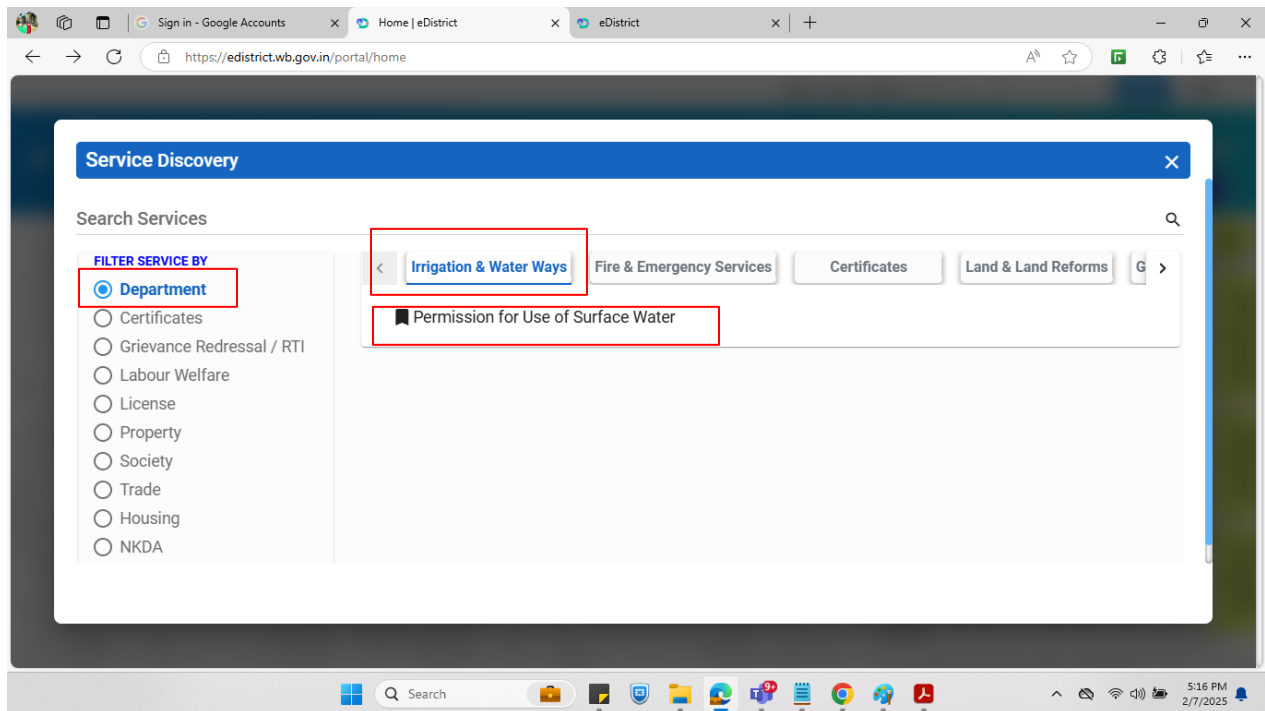 Sign in - Google Accounts
Home | eDistrict
eDistrict
https://edistrict.wb.gov.in/portal/home
Service Discovery
Search Services
FILTER SERVICE BY
Department
Certificates
Grievance Redressal / RTI
Labour Welfare
License
Property
Society
Trade
Housing
NKDA
Irrigation & Water Ways
Fire & Emergency Services
Certificates
Land & Land Reforms
G
Permission for Use of Surface Water
Search
9+
5:16 PM
2/7/2025